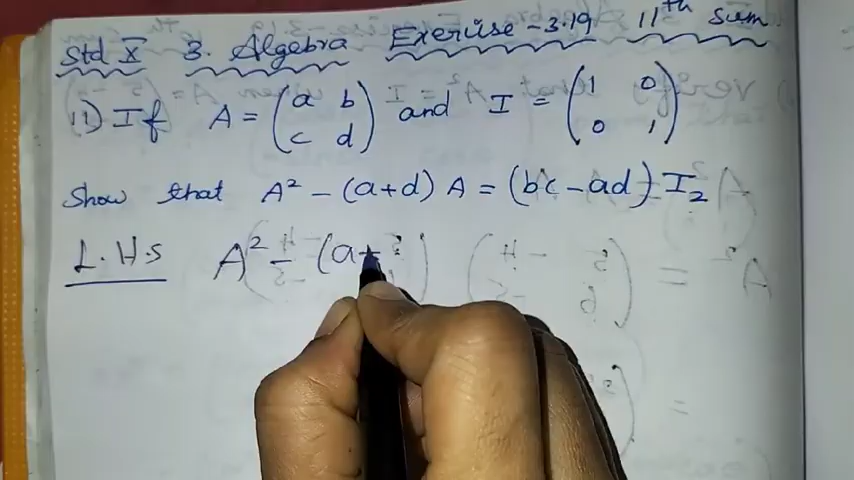 Std X 3. Algebra Exercise - 3.19 11th sum
11) If A = (a b c d) and I = (1 0 0 1)
Show that A² - (a+d) A = (bc - ad) I₂
L.H.S A² - (a+